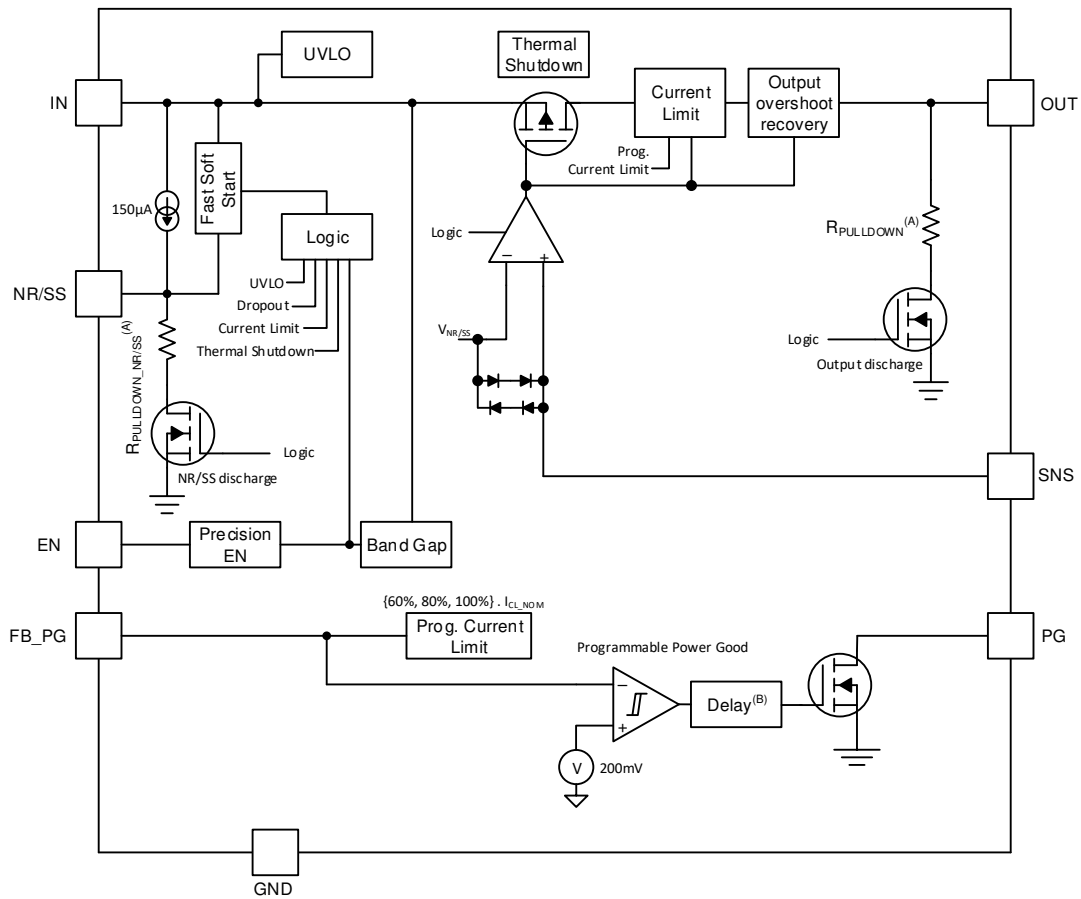 UVLO
Thermal
Shutdown
IN
Current
Limit
Output
overshoot
recovery
OUT
Prog.
Current Limit
Fast Soft
Start
150µA
Logic
Logic
RPULLDOWN(A)
UVLO
Dropout
Current Limit
Thermal Shutdown
NR/SS
RPULLDOWN_NR/SS(A)
VNR/SS
−
+
Logic
Output discharge
Logic
NR/SS discharge
SNS
EN
Precision
EN
Band Gap
{60%, 80%, 100%} . ICL_NOM
FB_PG
Prog. Current
Limit
Programmable Power Good
PG
−
+
Delay(B)
V
200mV
GND